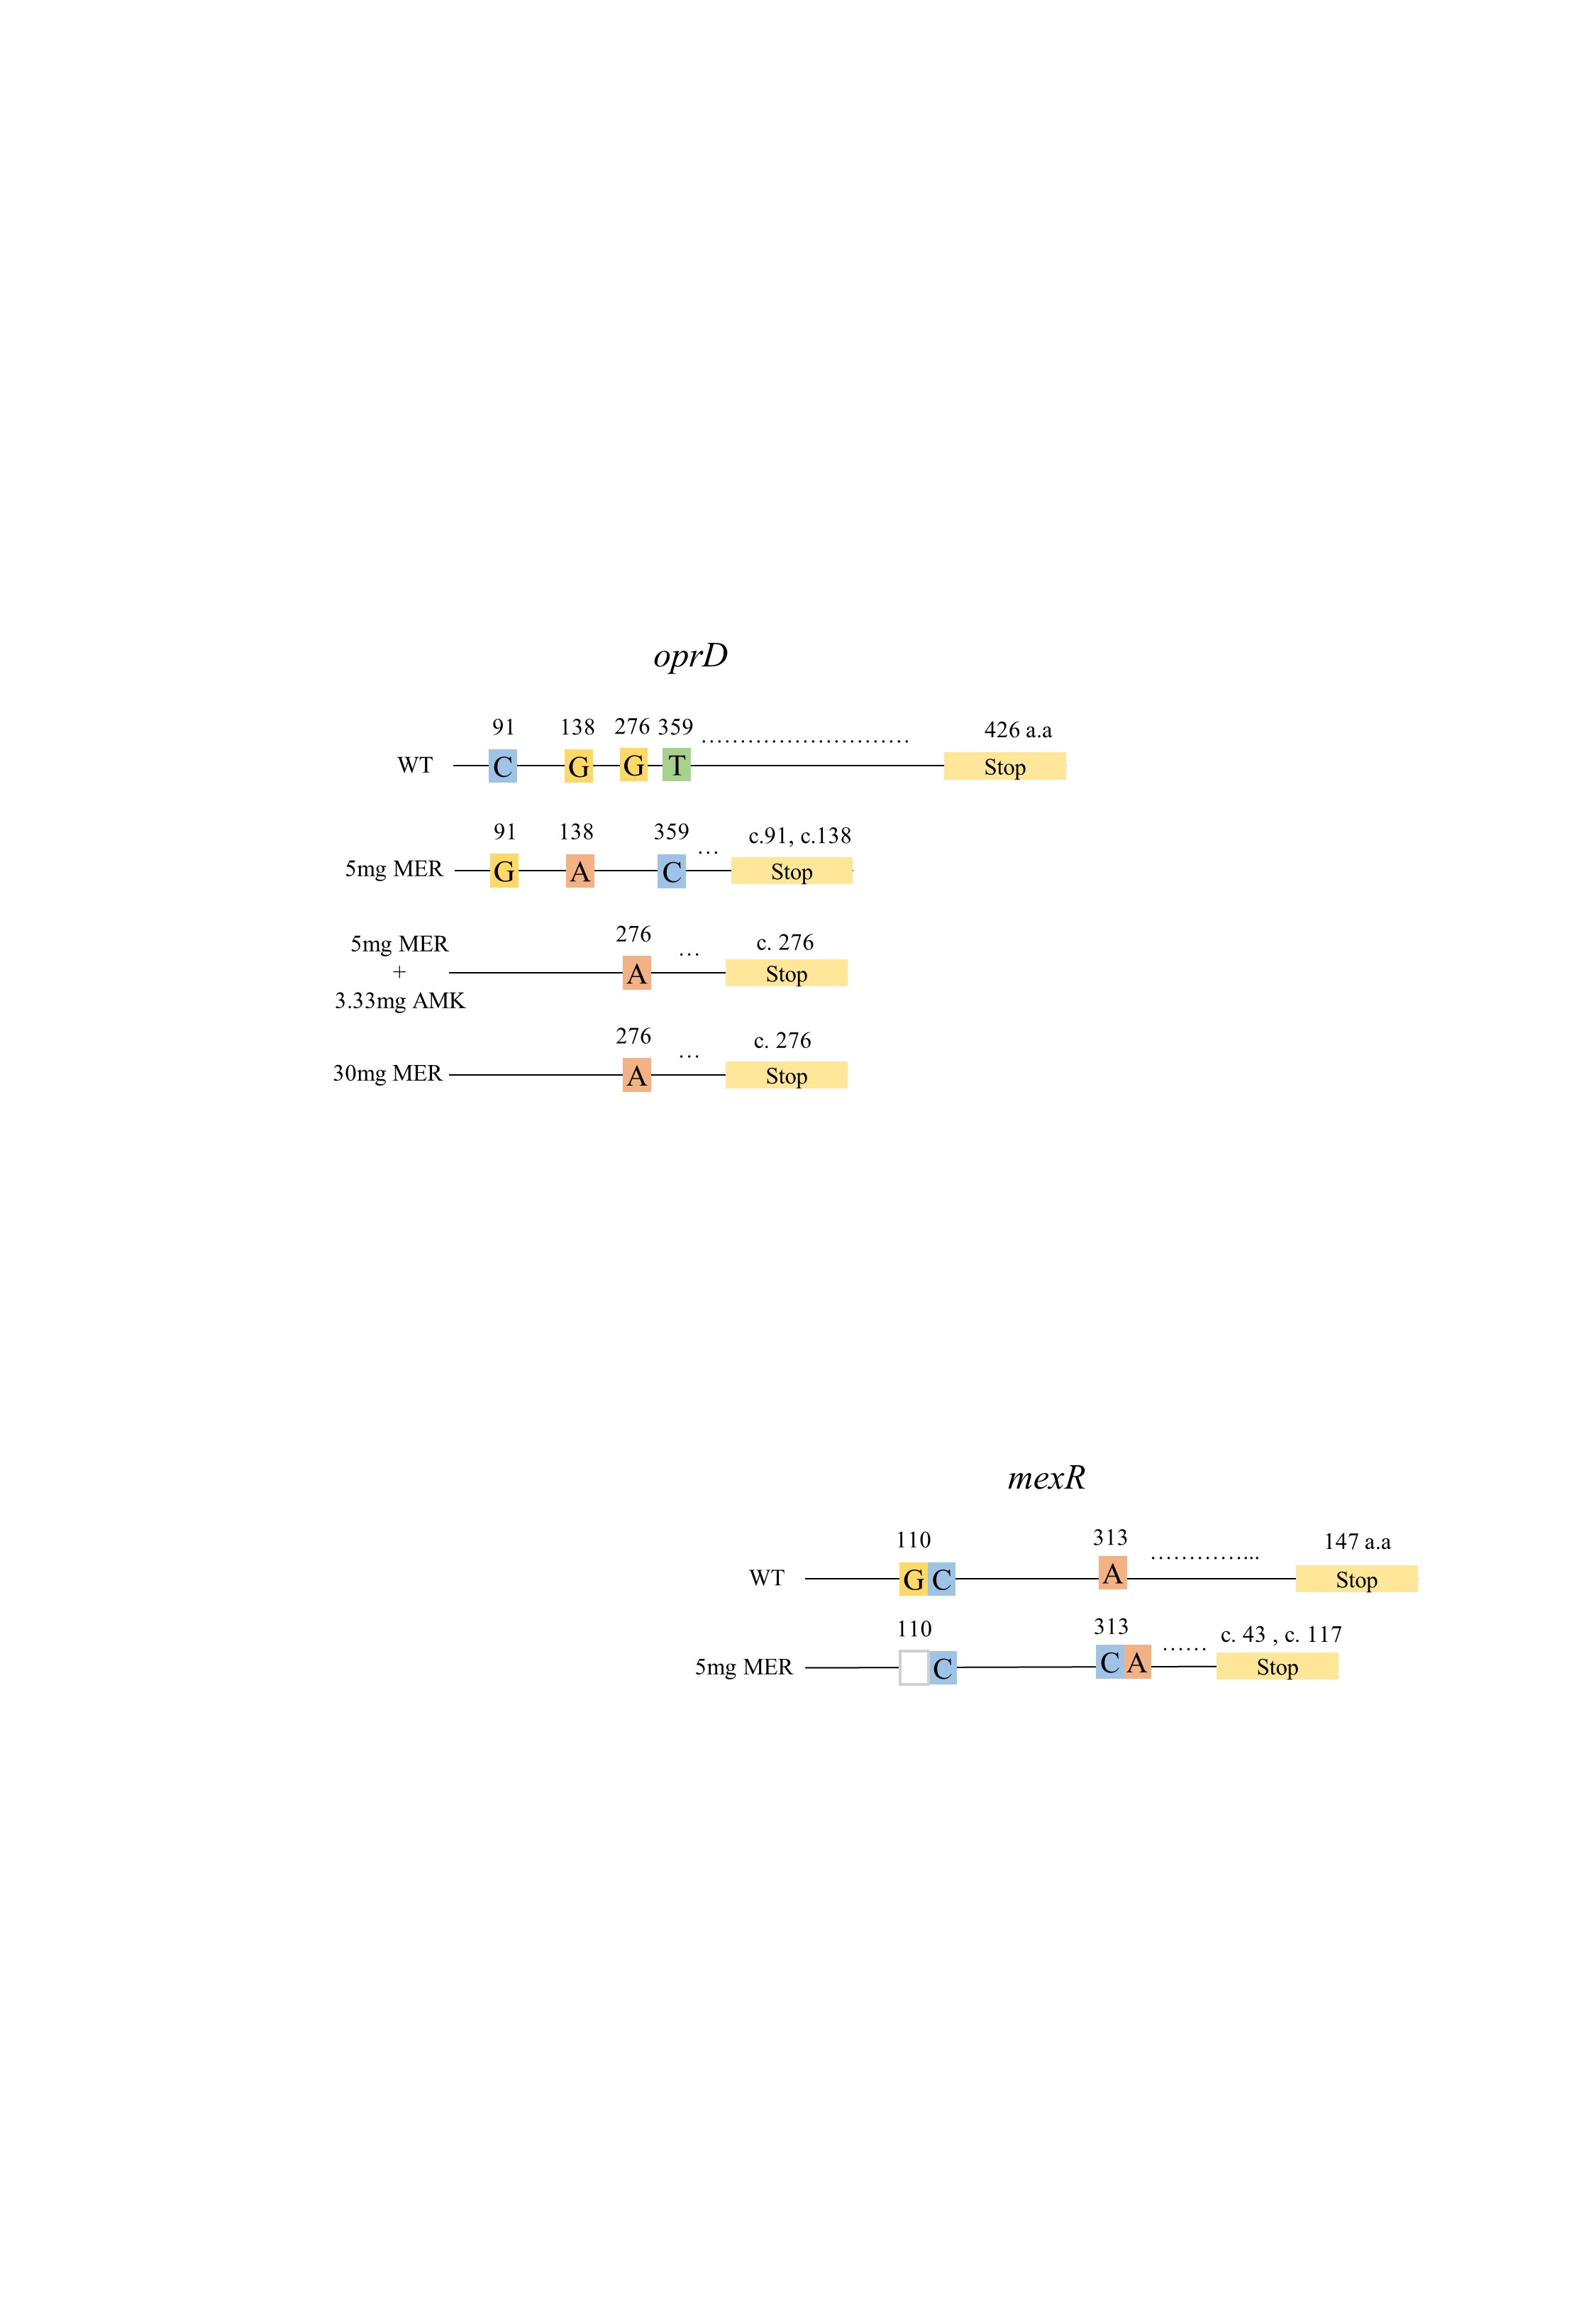 oprD
91 138 276 359 ........................... 426 a.a
WT C G G T Stop
91 138 359 ... c.91, c.138
5mg MER G A C Stop
276 ... c. 276
5mg MER
+
3.33mg AMK
A Stop
276 ... c. 276
30mg MER A Stop
mexR
110 313 ................ 147 a.a
WT G C A Stop
110 313 ...... c. 43 , c. 117
5mg MER C C A Stop